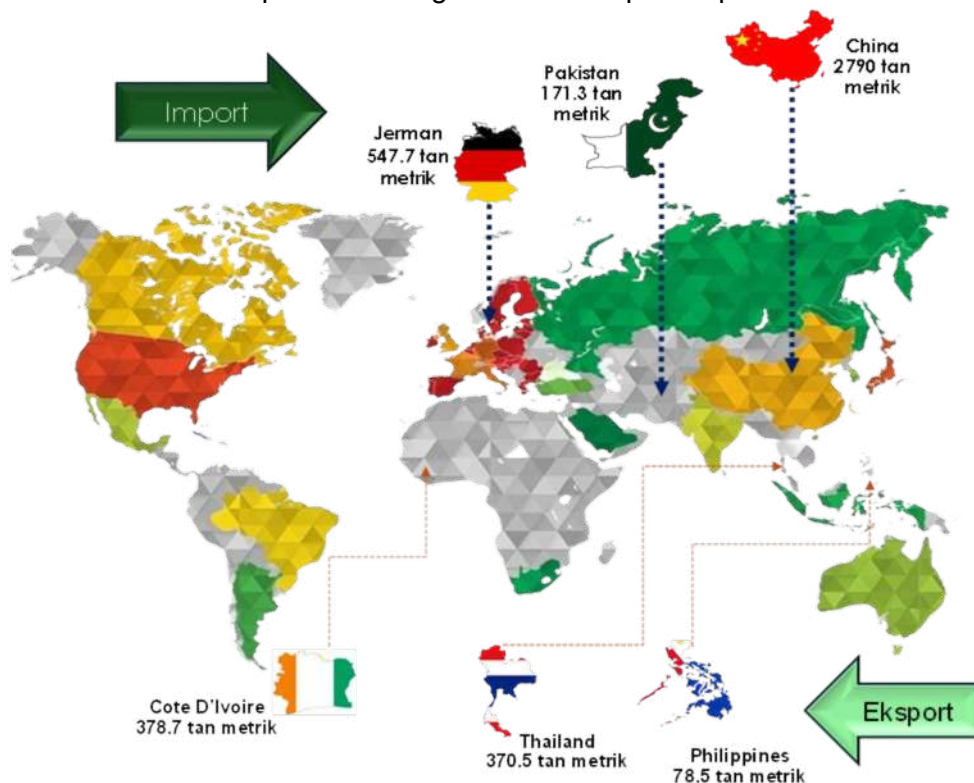 China
2790 tan
metrik
Pakistan
171.3 tan
metrik
Import
Jerman
547.7 tan
metrik
Cote D'Ivoire
378.7 tan metrik
Thailand
370.5 tan metrik
Philippines
78.5 tan metrik
Eksport